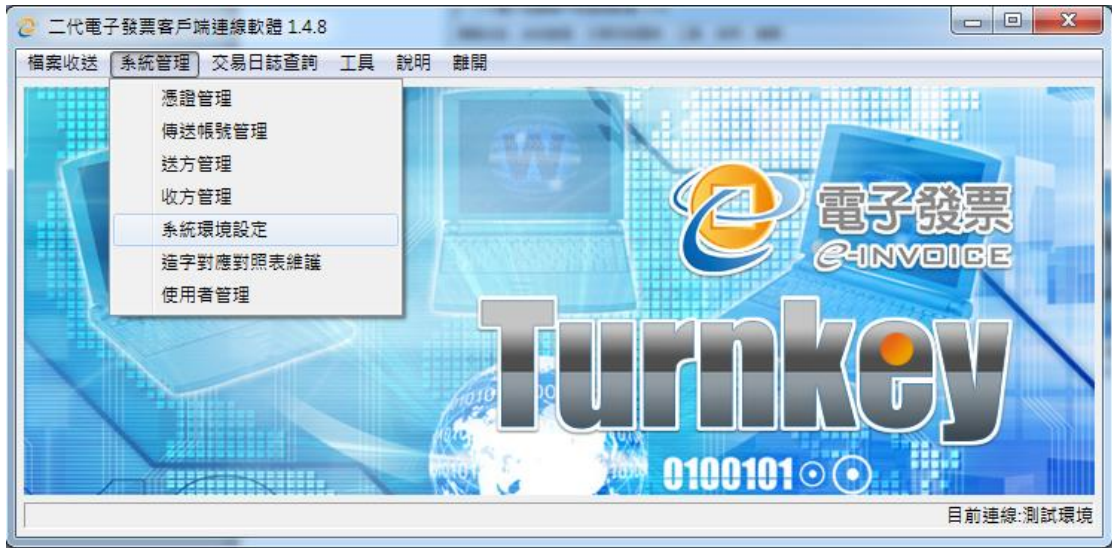 二代電子發票客戶端連線軟體 1.4.8
檔案收送 系統管理 交易日誌查詢 工具 說明 離開
憑證管理
傳送帳號管理
送方管理
收方管理
系統環境設定
造字對應對照表維護
使用者管理
電子發票
e-INVOICE
Turnkey
0100101
目前連線:測試環境